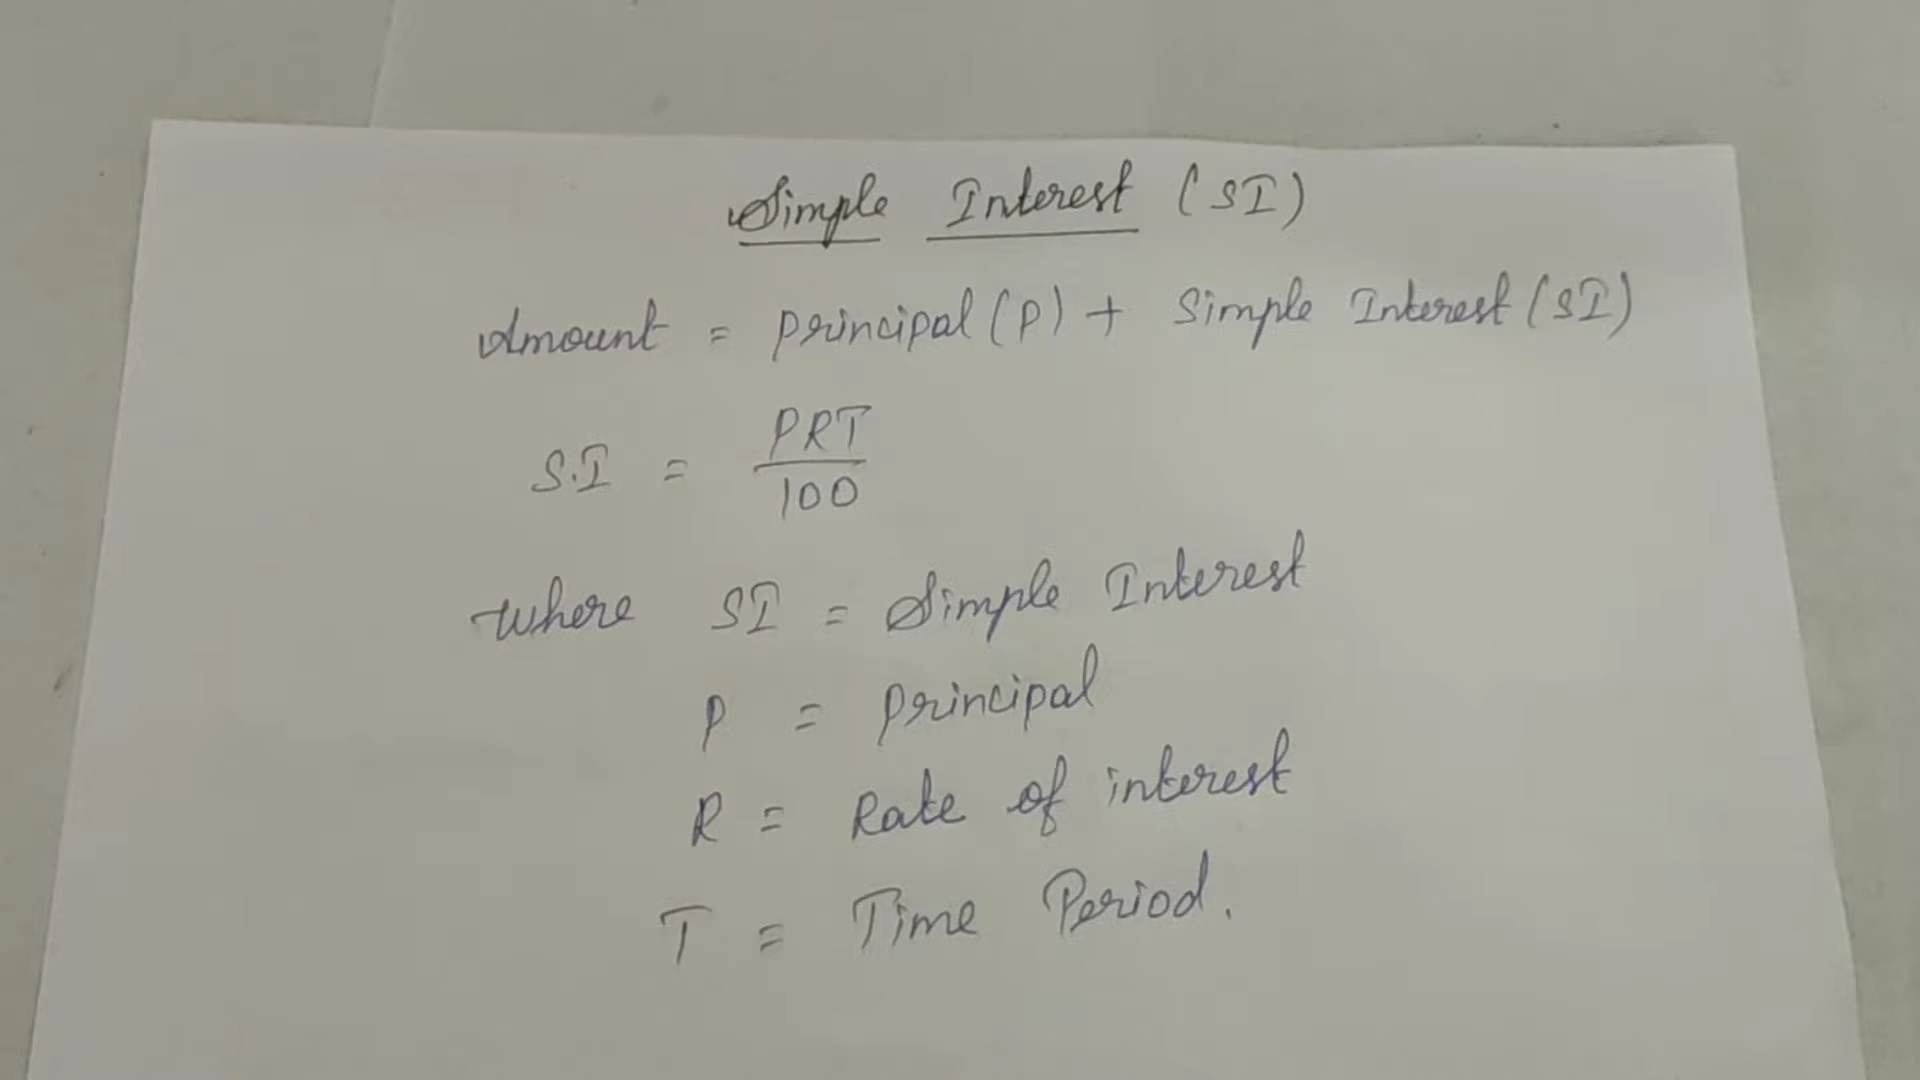 Simple Interest (SI)
Amount = principal (P) + Simple Interest (SI)
S.I = PRT/100
where SI = Simple Interest
P = principal
R = Rate of interest
T = Time Period.